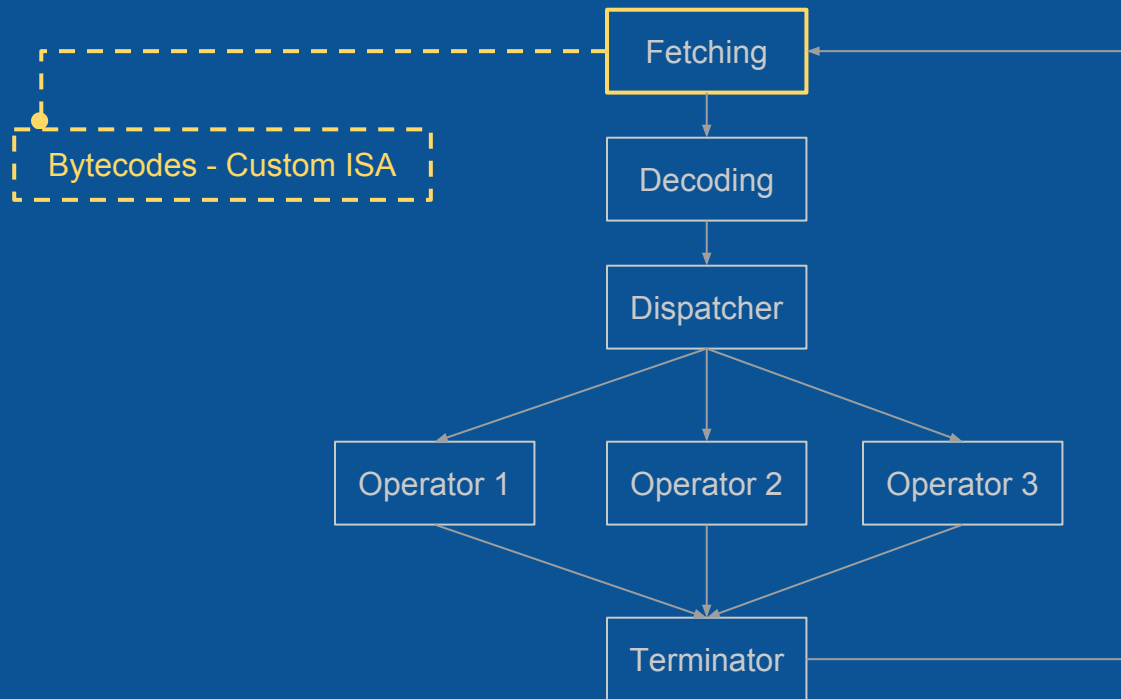 Fetching
Bytecodes - Custom ISA
Decoding
Dispatcher
Operator 1
Operator 2
Operator 3
Terminator